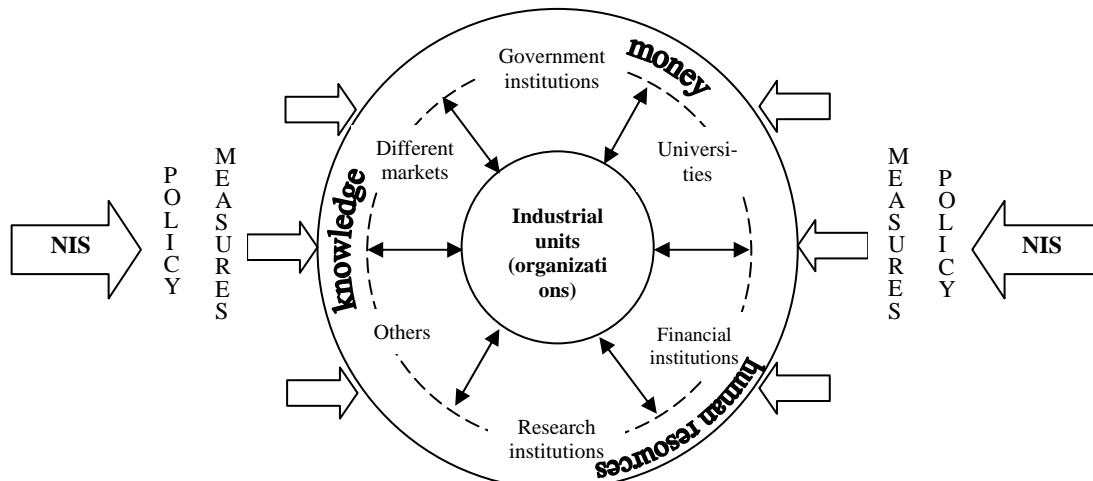 Government
institutions
money
Different
markets
Universi-
ties
knowledge
NIS
POLICY
MEASURES
Industrial
units
(organizati
ons)
MEASURES
POLICY
NIS
Others
Financial
institutions
Research
institutions
human resources